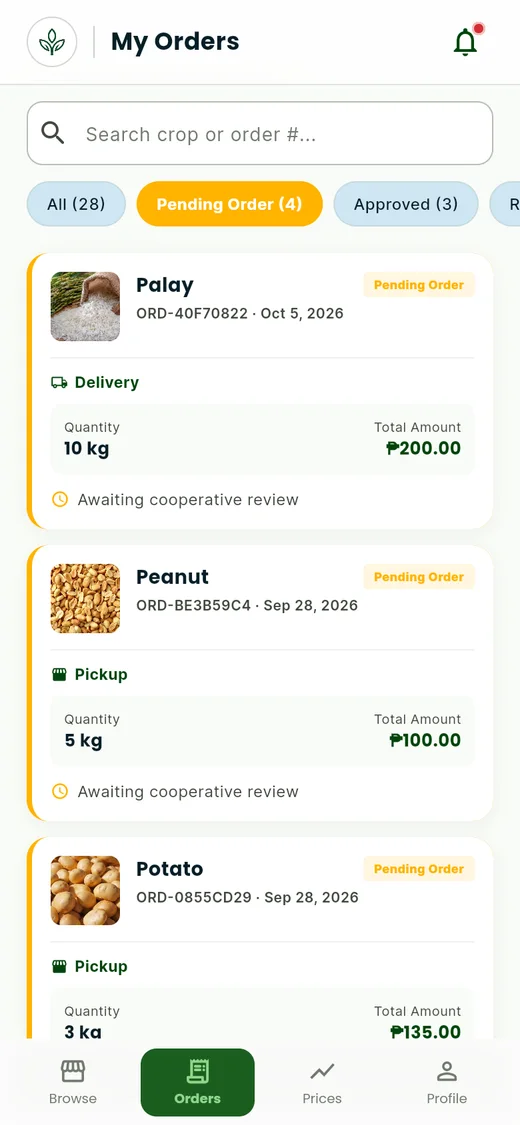 My Orders
Search crop or order #...
All (28)
Pending Order (4)
Approved (3)
R
Palay
Pending Order
ORD-40F70822 · Oct 5, 2026
Delivery
Quantity
Total Amount
10 kg
₱200.00
Awaiting cooperative review
Peanut
Pending Order
ORD-BE3B59C4 · Sep 28, 2026
Pickup
Quantity
Total Amount
5 kg
₱100.00
Awaiting cooperative review
Potato
Pending Order
ORD-0855CD29 · Sep 28, 2026
Pickup
Quantity
Total Amount
3 kg
₱135.00
Browse
Orders
Prices
Profile